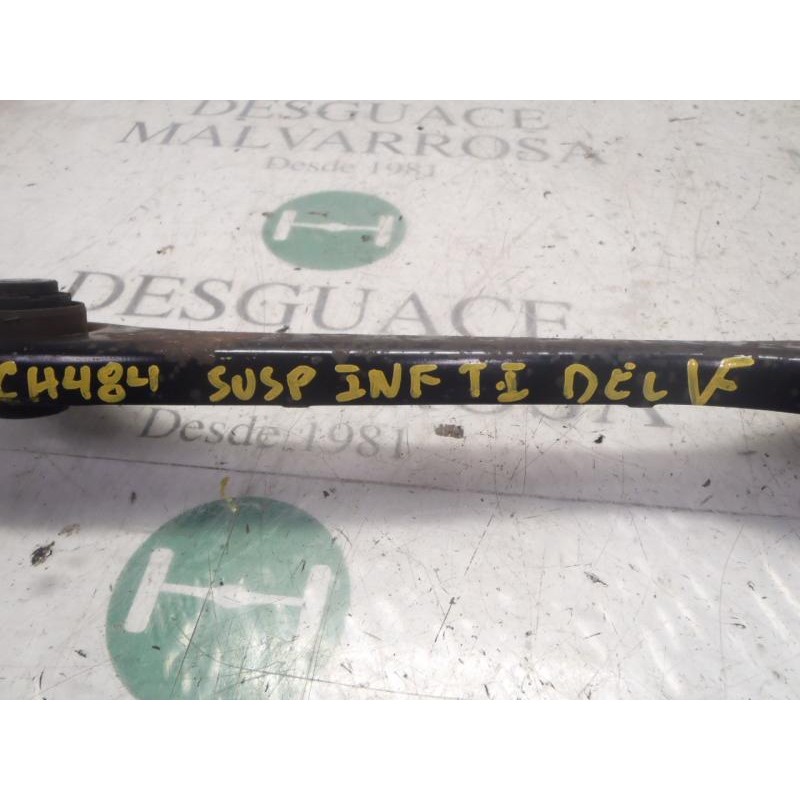 DESGUACE
MALVARROSA
Desde 1981
DESGUACE
CH484 SUSP INF T.I DEL V
Desde 1981